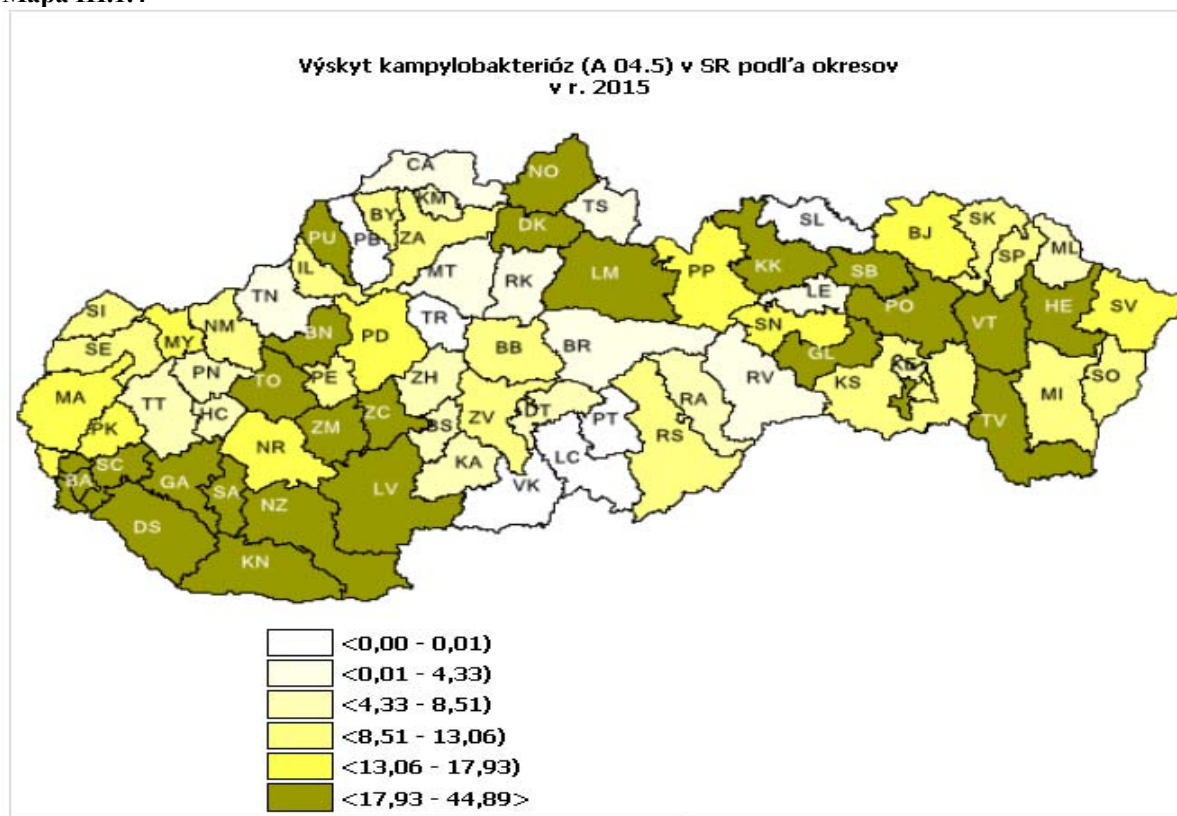 Mapa III.1.4
Výskyt kampylobakterióz (A 04.5) v SR podľa okresov
v r. 2015
CA
NO
KM
TS
BY
SL
SK
PU
PB
ZA
DK
BJ
ML
SP
IL
MT
LM
PP
KK
SB
RK
TN
LE
PO
HE
SV
SI
TR
VT
NM
BN
PD
SN
MY
SE
BB
BR
GL
RV
PN
PE
ZH
KS
MI
SO
TO
MA
TT
RA
HC
ZC
DT
PT
TV
PK
ZM
BS
ZV
RS
NR
LC
KA
SC
BA
GA
SA
LV
VK
NZ
DS
KN
<0,00 - 0,01)
<0,01 - 4,33)
<4,33 - 8,51)
<8,51 - 13,06)
<13,06 - 17,93)
<17,93 - 44,89>